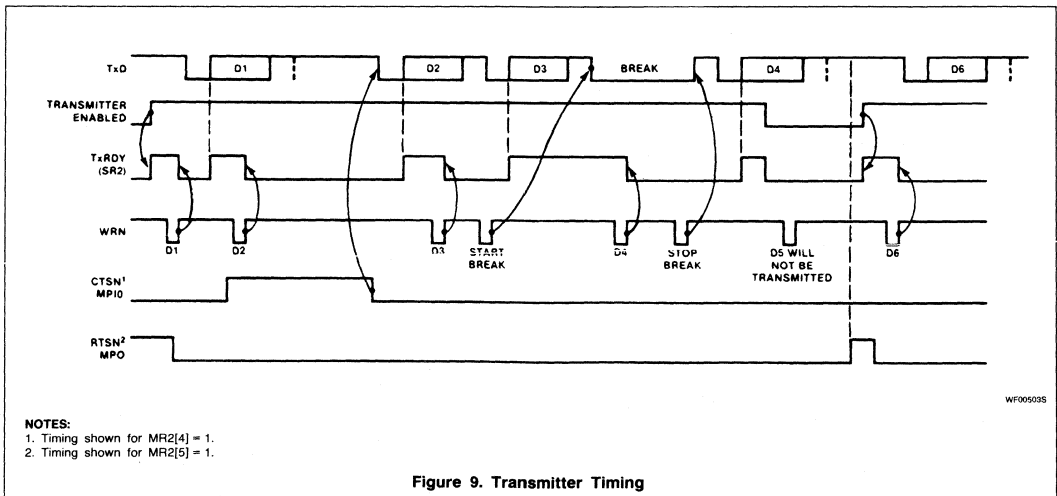 TxD
D1
D2
D3
BREAK
D4
D6
TRANSMITTER
ENABLED
TxRDY
(SR2)
WRN
D1
D2
D3
START
BREAK
D4
STOP
BREAK
D5 WILL
NOT BE
TRANSMITTED
D6
CTSN¹
MPI0
RTSN²
MPO
WF00503S
NOTES:
1. Timing shown for MR2[4] = 1.
2. Timing shown for MR2[5] = 1.
Figure 9. Transmitter Timing